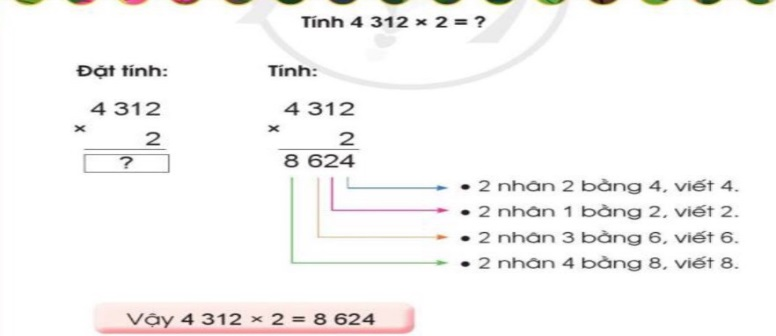 Tính 4 312 × 2 = ?
Đặt tính:
4 312
×
2
?
Tính:
4 312
×
2
8 624
• 2 nhân 2 bằng 4, viết 4.
• 2 nhân 1 bằng 2, viết 2.
• 2 nhân 3 bằng 6, viết 6.
• 2 nhân 4 bằng 8, viết 8.
Vậy 4 312 × 2 = 8 624